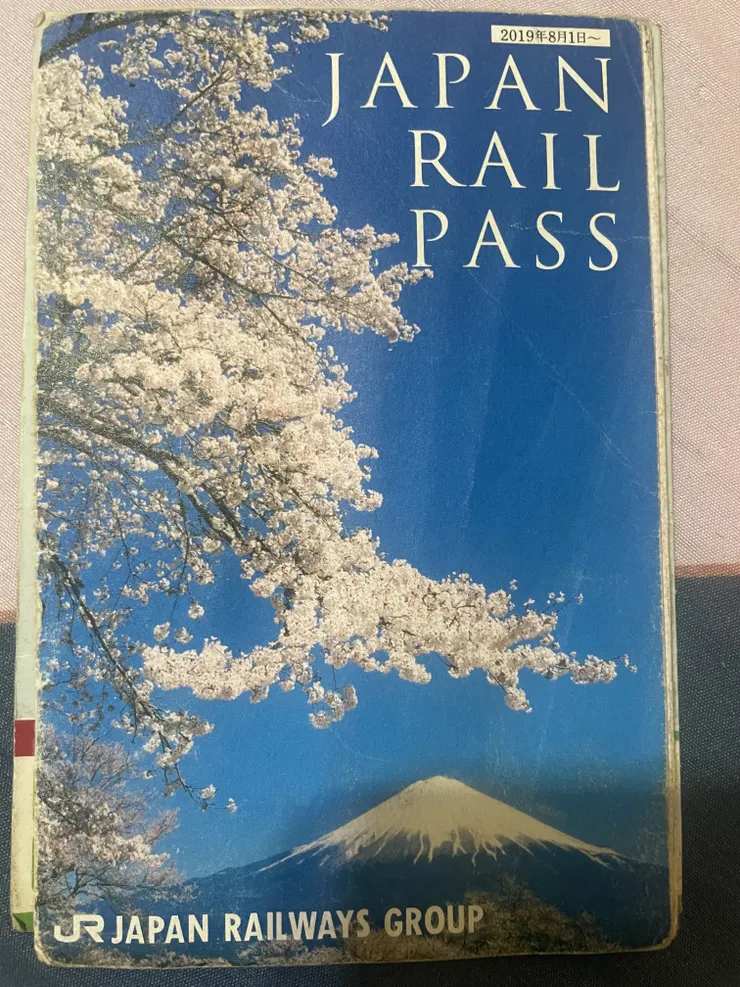 2019年8月1日～
JAPAN
RAIL
PASS
JR JAPAN RAILWAYS GROUP